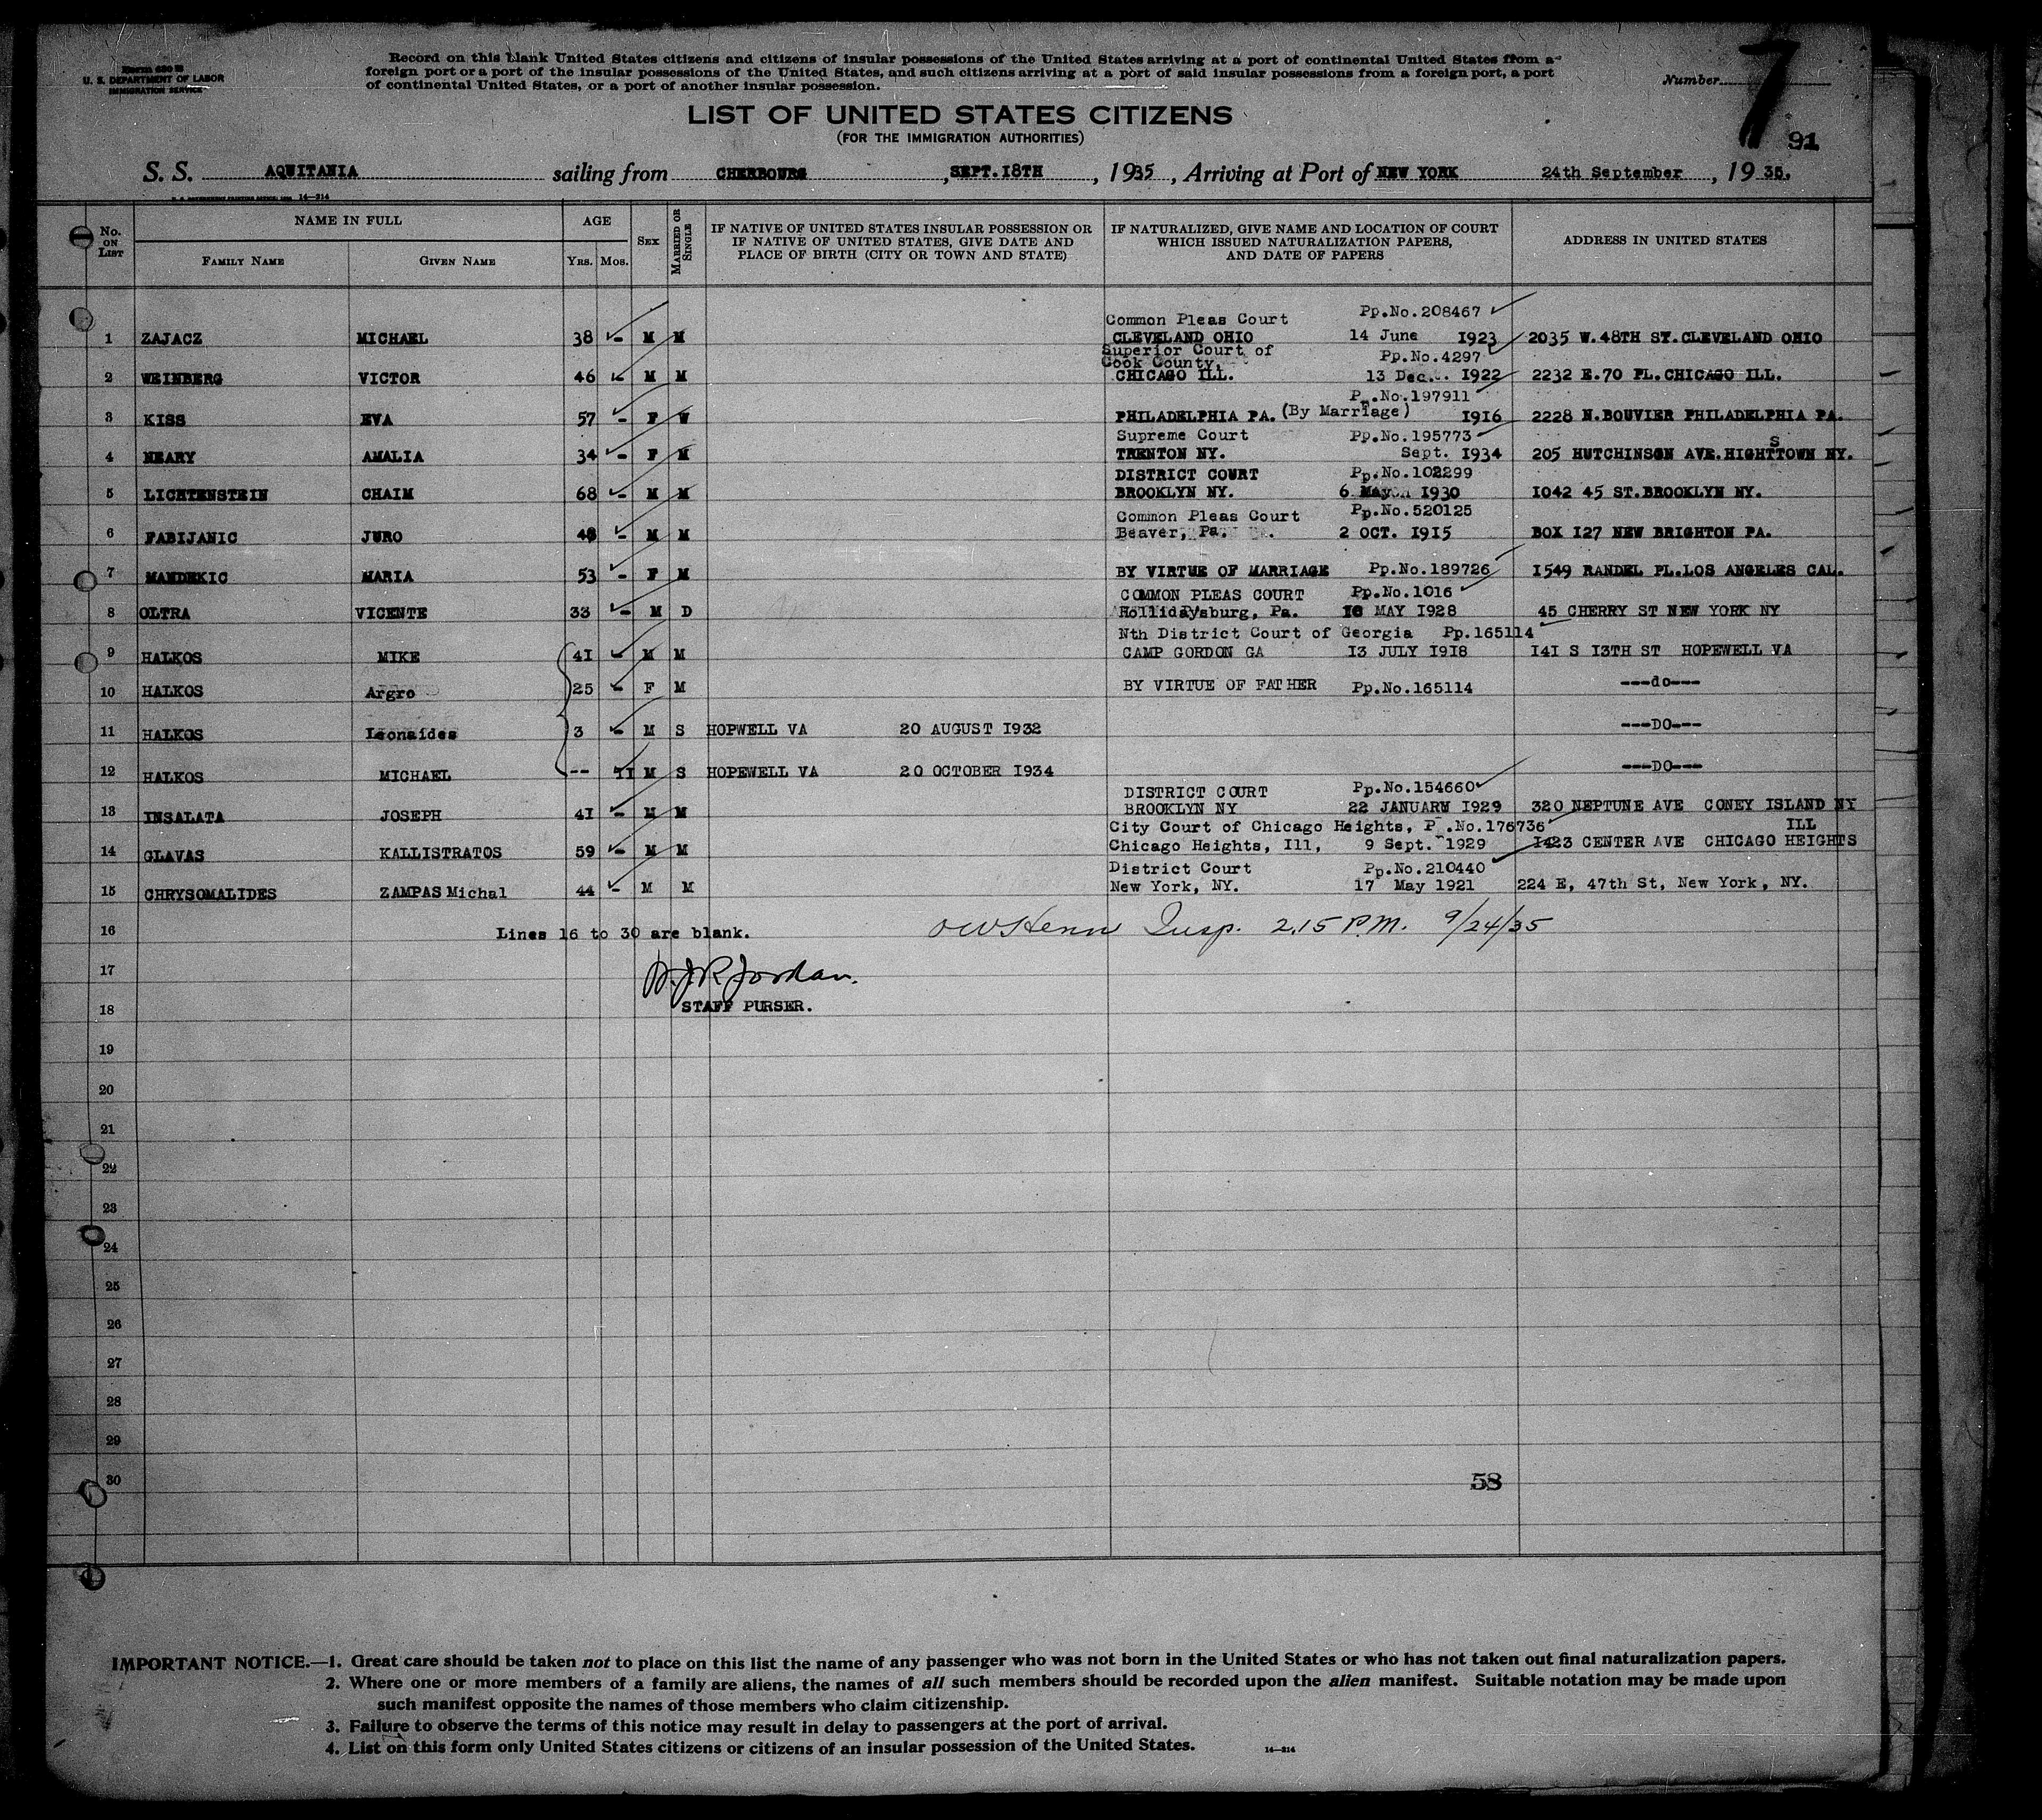 Form 630 B
U. S. DEPARTMENT OF LABOR
IMMIGRATION SERVICE
Record on this blank United States citizens and citizens of insular possessions of the United States arriving at a port of continental United States from a
foreign port or a port of the insular possessions of the United States, and such citizens arriving at a port of said insular possessions from a foreign port, a port
of continental United States, or a port of another insular possession.
Number 7
91
LIST OF UNITED STATES CITIZENS
(FOR THE IMMIGRATION AUTHORITIES)
S. S. AQUITANIA sailing from CHERBOURG, SEPT. 18TH, 1935, Arriving at Port of NEW YORK 24th September, 1935.
14—214
No. ON LIST NAME IN FULL AGE SEX MARRIED OR SINGLE IF NATIVE OF UNITED STATES INSULAR POSSESSION OR IF NATIVE OF UNITED STATES, GIVE DATE AND PLACE OF BIRTH (CITY OR TOWN AND STATE) IF NATURALIZED, GIVE NAME AND LOCATION OF COURT WHICH ISSUED NATURALIZATION PAPERS, AND DATE OF PAPERS ADDRESS IN UNITED STATES
FAMILY NAME GIVEN NAME YRS. MOS.
Common Pleas Court Pp.No.208467
1 ZAJACZ MICHAEL 38 - M M CLEVELAND OHIO 14 June 1923 2035 W.48TH ST.CLEVELAND OHIO
Superior Court of Pp.No.4297
Cook County,
2 WEINBERG VICTOR 46 - M M CHICAGO ILL. 13 Dec. 1922 2232 E.70 PL.CHICAGO ILL.
P .No.197911
3 KISS EVA 57 - F W PHILADELPHIA PA. (By Marriage) 1916 2228 N.BOUVIER PHILADELPHIA PA.
Supreme Court Pp.No.195773 S
4 NEARY AMALIA 34 - F M TRENTON NY. Sept. 1934 205 HUTCHINSON AVE.HIGHTTOWN NY.
DISTRICT COURT Pp.No.102299
5 LICHTENSTEIN CHAIM 68 - M M BROOKLYN NY. 6 May 1930 1042 45 ST.BROOKLYN NY.
Common Pleas Court Pp.No.520125
6 FABIJANIC JURO 48 - M M Beaver, Pa. 2 OCT. 1915 BOX 127 NEW BRIGHTON PA.
7 MANDEKIC MARIA 53 - F M BY VIRTUE OF MARRIAGE Pp.No.189726 1549 RANDEL PL.LOS ANGELES CAL.
COMMON PLEAS COURT Pp.No.1016
8 OLTRA VICENTE 33 - M D Hollidaysburg, Pa. MAY 1928 45 CHERRY ST NEW YORK NY
Nth District Court of Georgia Pp.165114
9 HALKOS MIKE 41 - M M CAMP GORDON GA 13 JULY 1918 141 S 13TH ST HOPEWELL VA
10 HALKOS Argro 25 - F M BY VIRTUE OF FATHER Pp.No.165114 ---do---
11 HALKOS Leonaides 3 - M S HOPWELL VA 20 AUGUST 1932 ---DO---
12 HALKOS MICHAEL -- 11 M S HOPEWELL VA 20 OCTOBER 1934 ---DO---
DISTRICT COURT Pp.No.154660
13 INSALATA JOSEPH 41 - M M BROOKLYN NY 22 JANUARY 1929 320 NEPTUNE AVE CONEY ISLAND NY
City Court of Chicago Heights, P .No.176736 ILL
14 GLAVAS KALLISTRATOS 59 - M M Chicago Heights, Ill, 9 Sept. 1929 1423 CENTER AVE CHICAGO HEIGHTS
District Court Pp.No.210440
15 CHRYSOMALIDES ZAMPAS Michal 44 - M M New York, NY. 17 May 1921 224 E, 47th St, New York, NY.
16 Lines 16 to 30 are blank. Insp. 2.15 P.M. 9/24/35
17 Jordan.
18 STAFF PURSER.
19
20
21
22
23
24
25
26
27
28
29
30 58
IMPORTANT NOTICE.—1. Great care should be taken not to place on this list the name of any passenger who was not born in the United States or who has not taken out final naturalization papers.
2. Where one or more members of a family are aliens, the names of all such members should be recorded upon the alien manifest. Suitable notation may be made upon
such manifest opposite the names of those members who claim citizenship.
3. Failure to observe the terms of this notice may result in delay to passengers at the port of arrival.
4. List on this form only United States citizens or citizens of an insular possession of the United States. 14—214